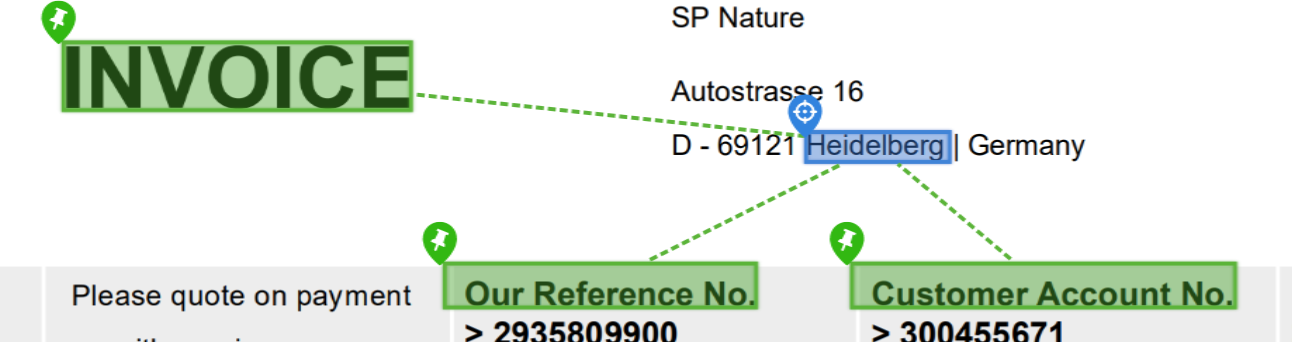 SP Nature
INVOICE
Autostrasse 16
D - 69121 Heidelberg | Germany
Please quote on payment
Our Reference No.
Customer Account No.
> 2935809900
> 300455671